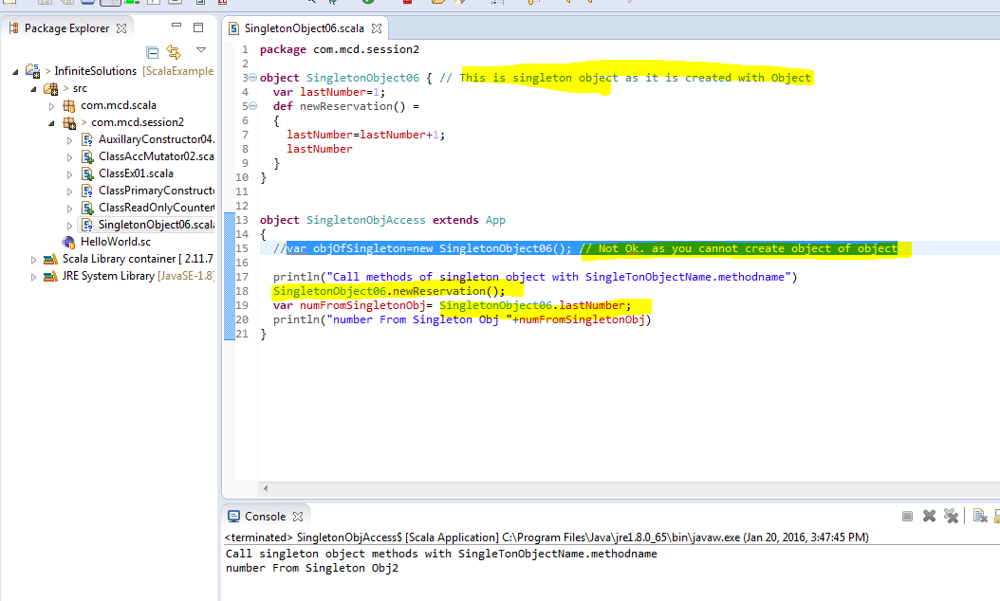 Package Explorer
> InfiniteSolutions [ScalaExample
> src
com.mcd.scala
> com.mcd.session2
AuxillaryConstructor04.
ClassAccMutator02.sca
ClassEx01.scala
ClassPrimaryConstructo
ClassReadOnlyCounter
SingletonObject06.scala
HelloWorld.sc
Scala Library container [ 2.11.7
JRE System Library [JavaSE-1.8]
SingletonObject06.scala
1 package com.mcd.session2
2
3 object SingletonObject06 { // This is singleton object as it is created with Object
4 var lastNumber=1;
5 def newReservation() =
6 {
7 lastNumber=lastNumber+1;
8 lastNumber
9 }
10 }
11
12
13 object SingletonObjAccess extends App
14 {
15 //var objOfSingleton=new SingletonObject06(); // Not Ok. as you cannot create object of object
16
17 println("Call methods of singleton object with SingleTonObjectName.methodname")
18 SingletonObject06.newReservation();
19 var numFromSingletonObj= SingletonObject06.lastNumber;
20 println("number From Singleton Obj "+numFromSingletonObj)
21 }
Console
<terminated> SingletonObjAccess$ [Scala Application] C:\Program Files\Java\jre1.8.0_65\bin\javaw.exe (Jan 20, 2016, 3:47:45 PM)
Call singleton object methods with SingleTonObjectName.methodname
number From Singleton Obj2